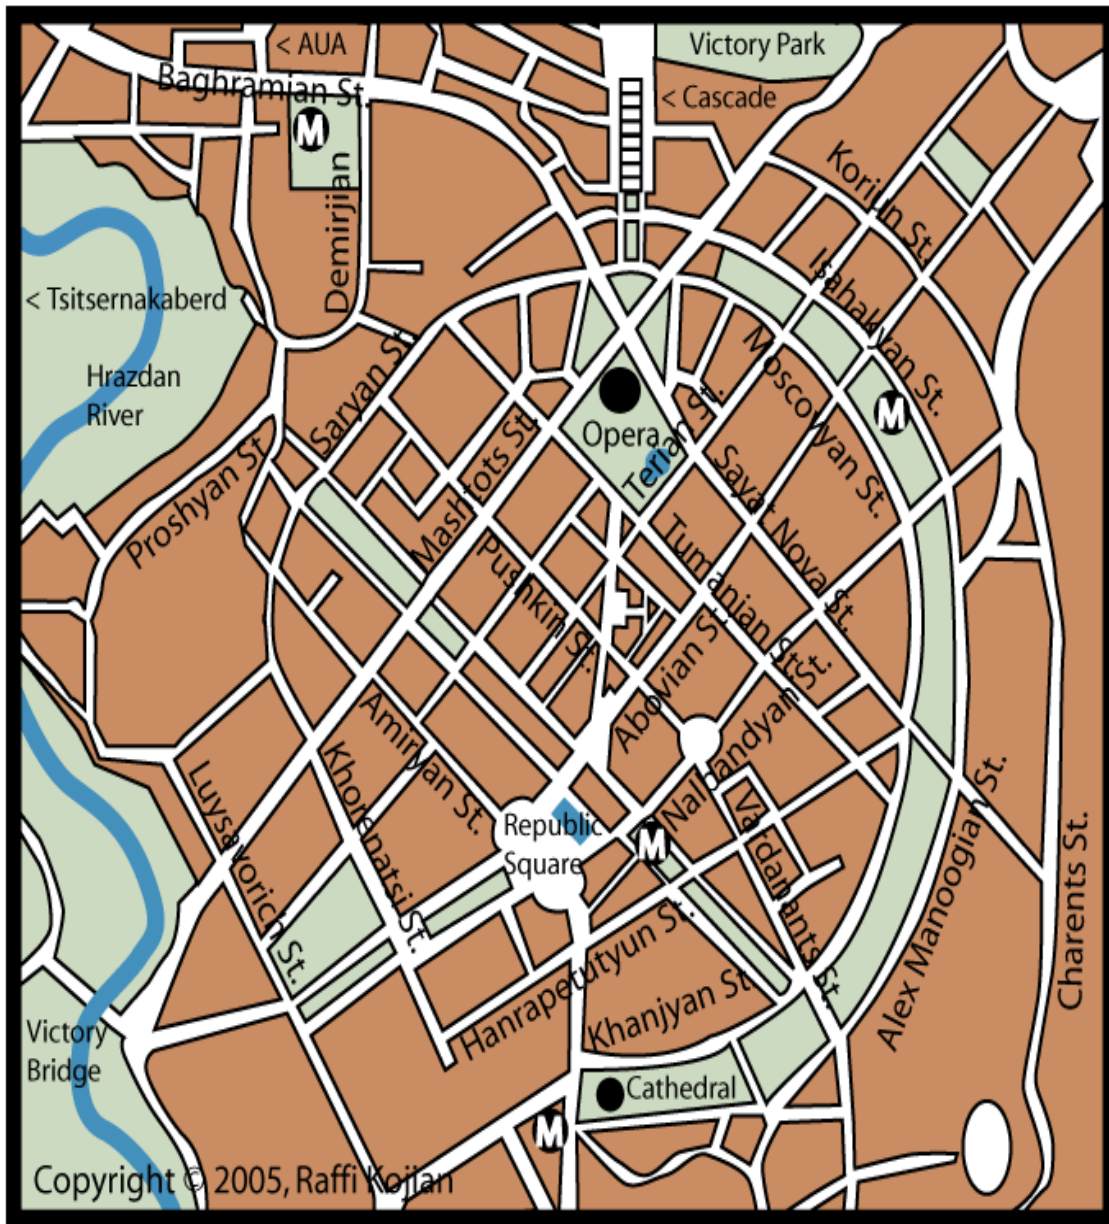 < AUA
Victory Park
Baghramian St.
< Cascade
M
Demirjian
Koriun St.
Isahakyan St.
< Tsitsernakaberd
Hrazdan
River
Saryan St.
Moscovyan St.
M
Mashtots St.
Opera
Terian St.
Sayat Nova St.
Proshyan St.
Pushkin St.
Tumanian St.
Abovian St.
Nalbandyan St.
Amiryan St.
Khorenatsi St.
Luysavorich St.
Republic
Square
M
Vardanants St.
Alex Manoogian St.
Charents St.
Hanrapetutyun St.
Khanjyan St.
Victory
Bridge
Cathedral
M
Copyright © 2005, Raffi Kojian